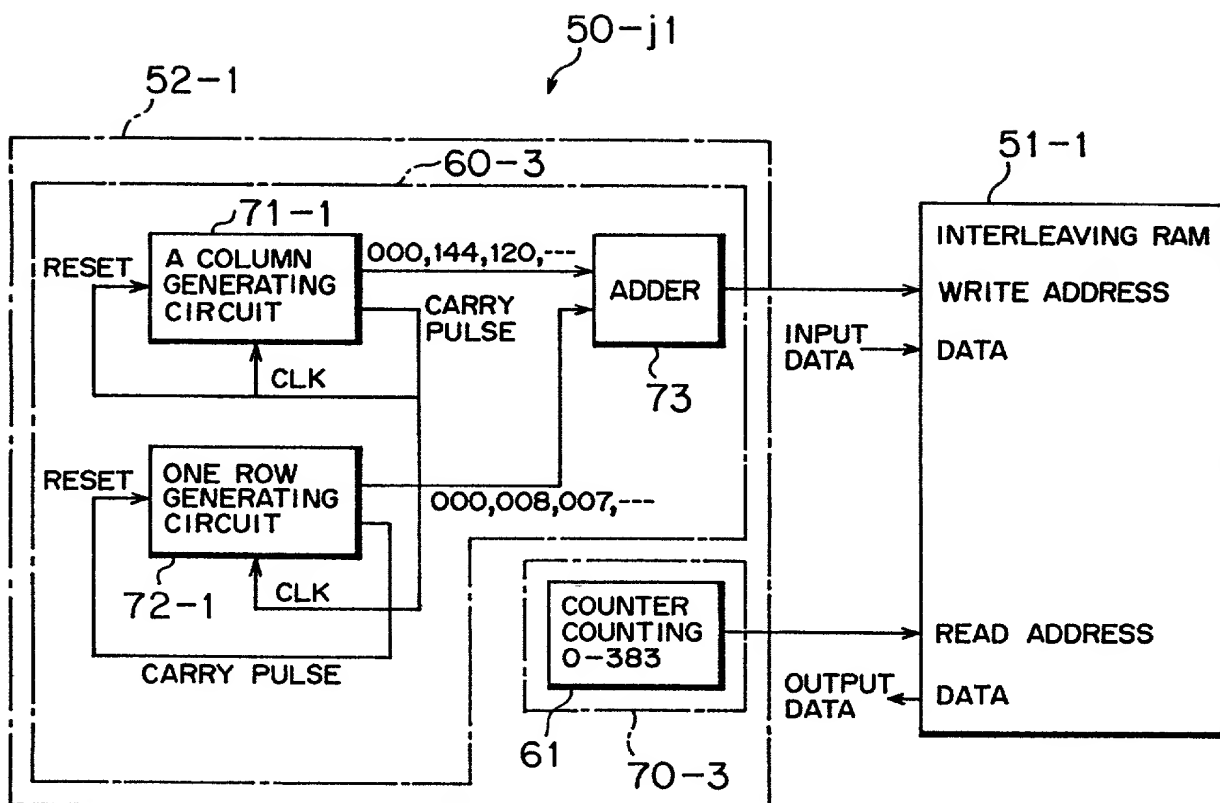 50-j1
52-1
60-3
51-1
71-1
RESET
A COLUMN
GENERATING
CIRCUIT
000,144,120,---
CARRY
PULSE
CLK
ADDER
73
INTERLEAVING RAM
WRITE ADDRESS
INPUT
DATA
DATA
RESET
ONE ROW
GENERATING
CIRCUIT
000,008,007,---
72-1
CLK
CARRY PULSE
COUNTER
COUNTING
0-383
61
70-3
READ ADDRESS
OUTPUT
DATA
DATA